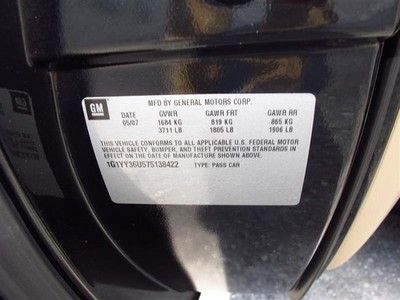 GM
MFD BY GENERAL MOTORS CORP.
DATE GVWR GAWR FRT GAWR RR
05/07 1684 KG 819 KG 865 KG
3711 LB 1805 LB 1906 LB
THIS VEHICLE CONFORMS TO ALL APPLICABLE U.S. FEDERAL MOTOR
VEHICLE SAFETY, BUMPER, AND THEFT PREVENTION STANDARDS IN
EFFECT ON THE DATE OF MANUFACTURE SHOWN ABOVE.
1G1YY36U575138422 TYPE: PASS CAR